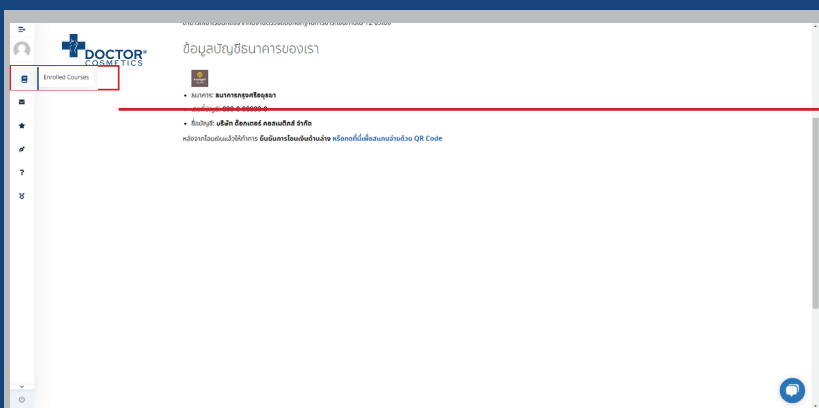 DOCTOR®
COSMETICS
Enrolled Courses
ข้อมูลบัญชีธนาคารของเรา
• ธนาคาร: ธนาคารกรุงศรีอยุธยา
• ชื่อบัญชี: บริษัท ด๊อกเตอร์ คอสเมติกส์ จำกัด
หลังจากโอนเงินแล้วให้ทำการ ยืนยันการโอนเงินด้านล่าง หรือกดที่นี่เพื่อสแกนจ่ายด้วย QR Code